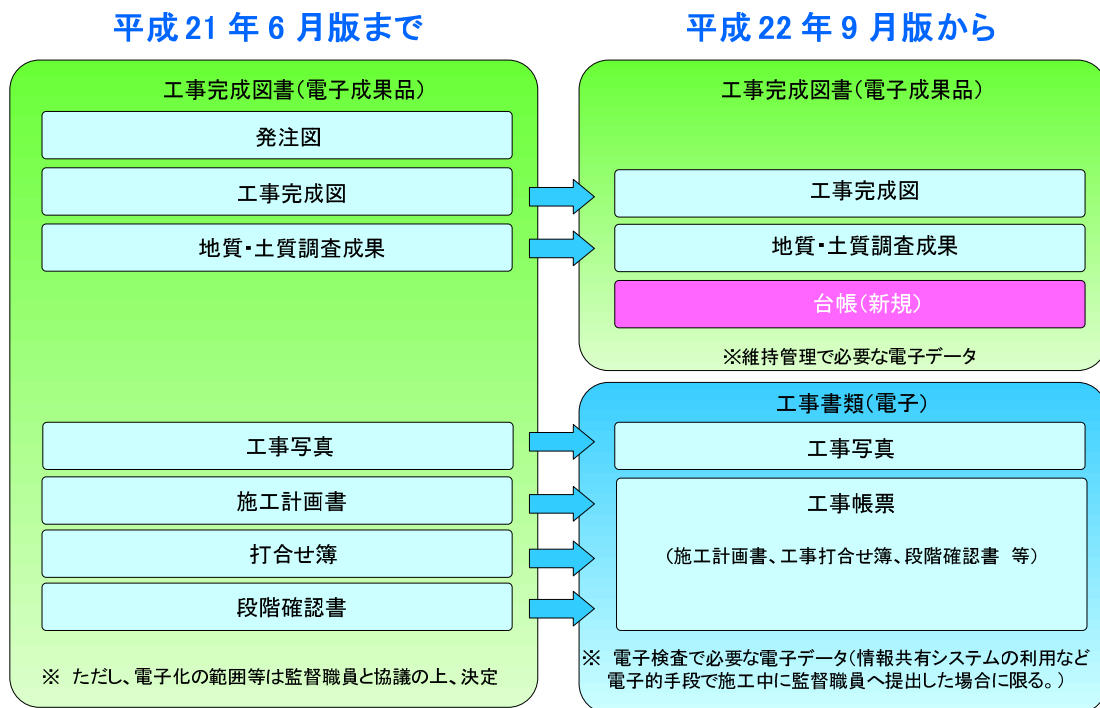 平成21年6月版まで
工事完成図書(電子成果品)
発注図
工事完成図
地質・土質調査成果
工事写真
施工計画書
打合せ簿
段階確認書
※ ただし、電子化の範囲等は監督職員と協議の上、決定
平成22年9月版から
工事完成図書(電子成果品)
工事完成図
地質・土質調査成果
台帳(新規)
※維持管理で必要な電子データ
工事書類(電子)
工事写真
工事帳票
(施工計画書、工事打合せ簿、段階確認書 等)
※ 電子検査で必要な電子データ(情報共有システムの利用など
電子的手段で施工中に監督職員へ提出した場合に限る。)